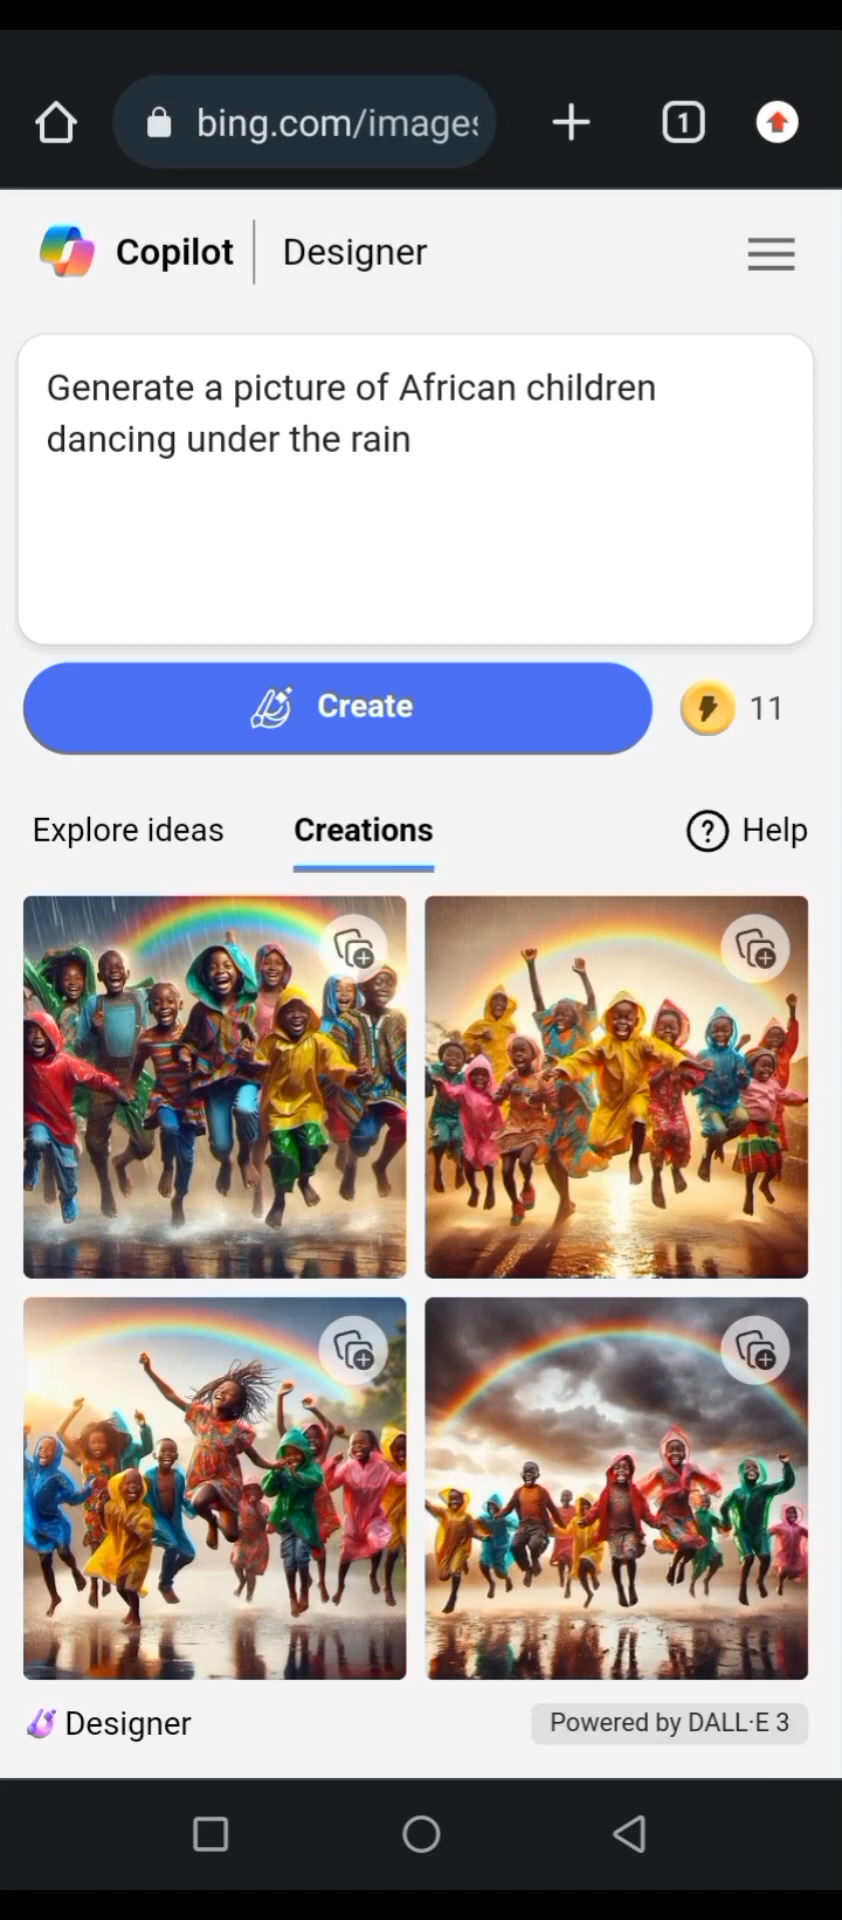 bing.com/images
1
Copilot | Designer
Generate a picture of African children
dancing under the rain
Create
11
Explore ideas
Creations
Help
Designer
Powered by DALL·E 3